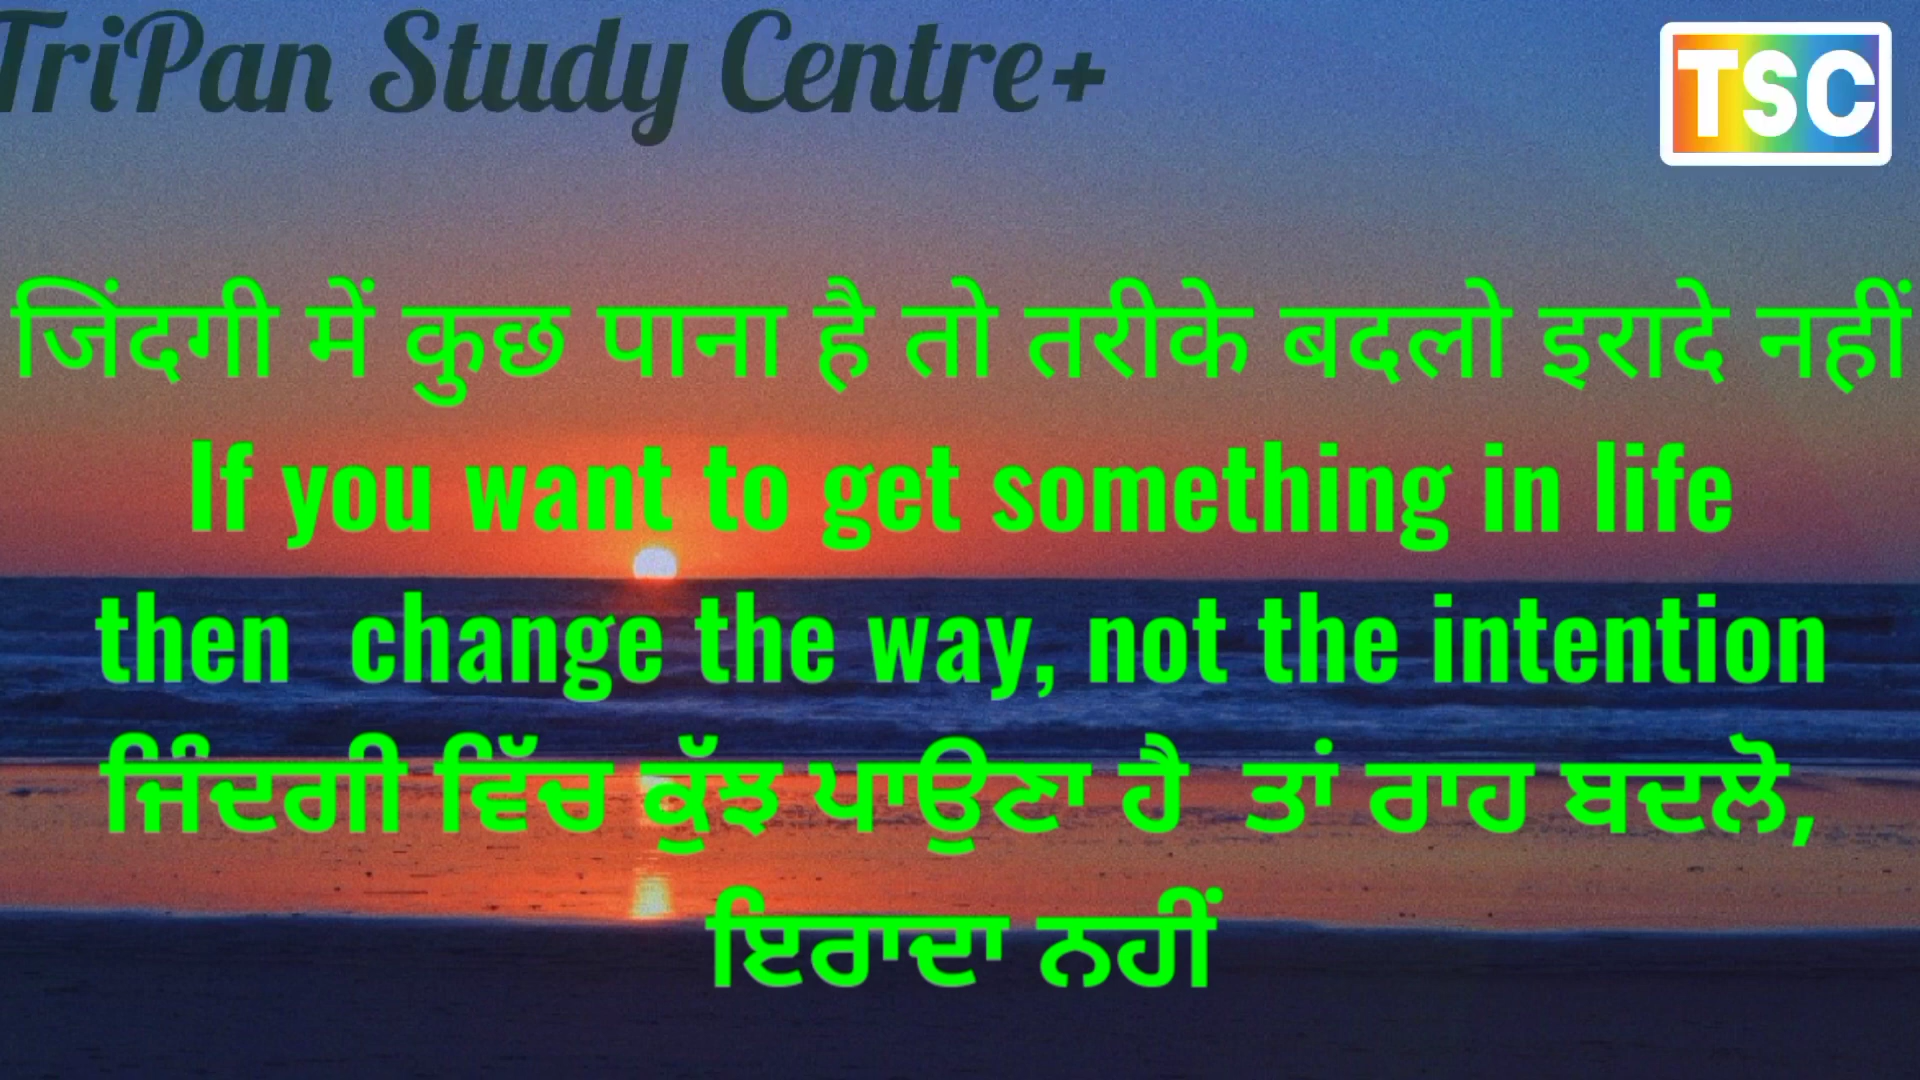 TriPan Study Centre+
TSC
जिंदगी में कुछ पाना है तो तरीके बदलो इरादे नहीं
If you want to get something in life
then change the way, not the intention
ਜਿੰਦਗੀ ਵਿੱਚ ਕੁੱਝ ਪਾਉਣਾ ਹੈ ਤਾਂ ਰਾਹ ਬਦਲੋ,
ਇਰਾਦਾ ਨਹੀਂ